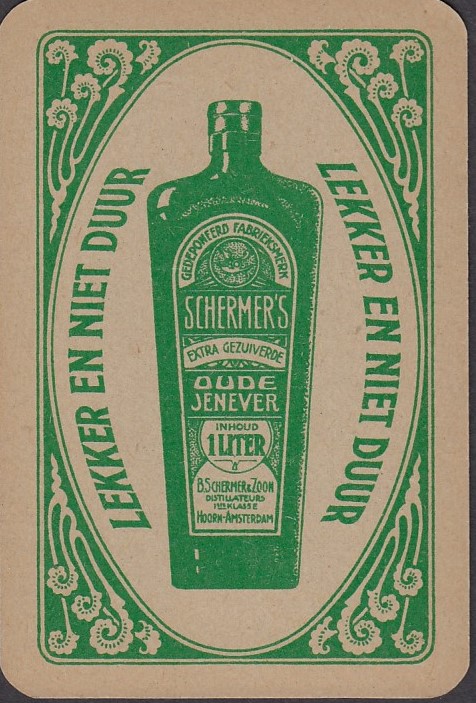 LEKKER EN NIET DUUR
GEDEPONEERD FABRIEKSMERK
SCHERMER'S
EXTRA GEZUIVERDE
OUDE
JENEVER
INHOUD
1 LITER
B. SCHERMER & ZOON
DISTILLATEURS
1STE KLASSE
HOORN-AMSTERDAM
LEKKER EN NIET DUUR